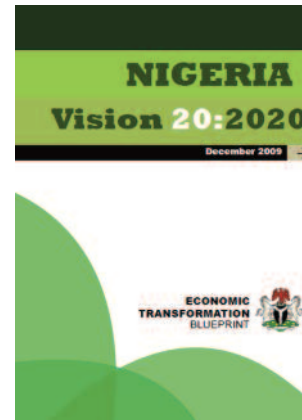 NIGERIA
Vision 20:2020
December 2009
ECONOMIC
TRANSFORMATION
BLUEPRINT